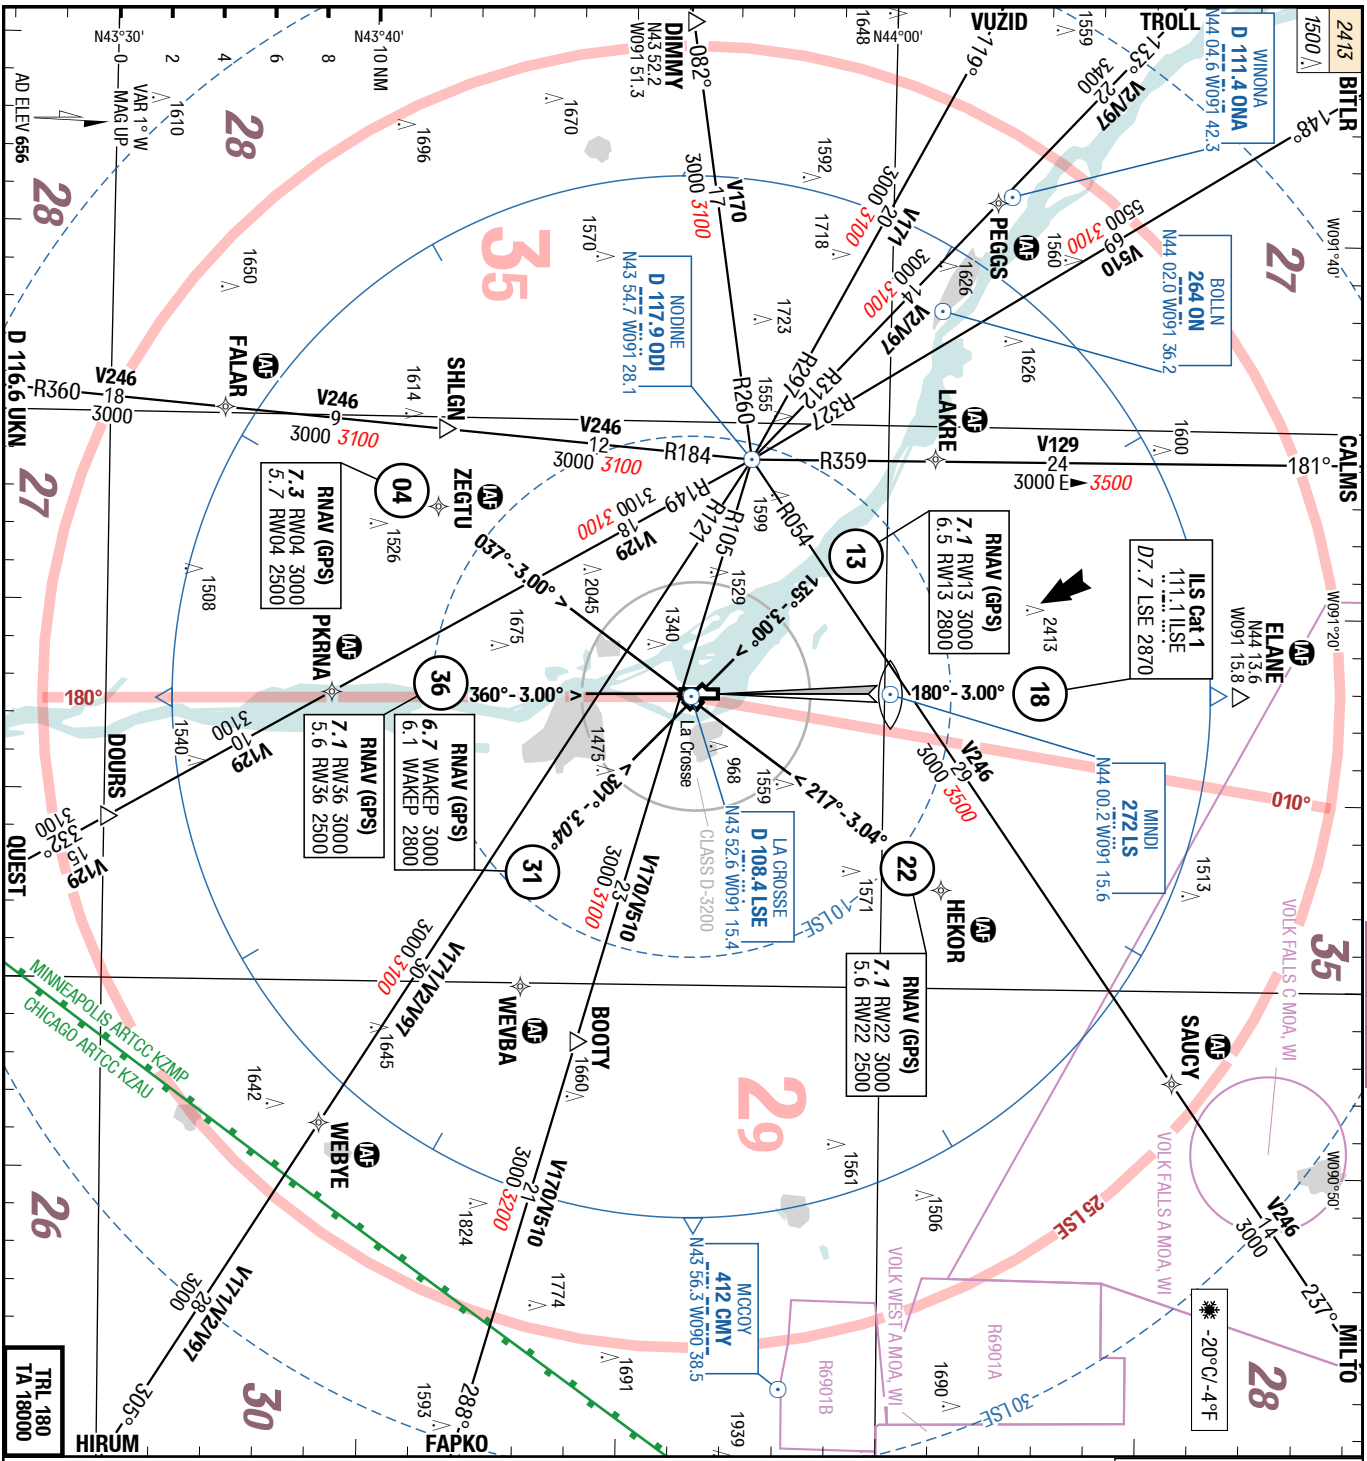 2413
1500
BITLR
TROLL
VUZID
DIMMY
N43 52.2
W091 51.3
WINONA
D 111.4 ONA
N44 04.6 W091 42.3
N43°30'
N43°40'
N44°00'
0
2
4
6
8
10 NM
VAR 1° W
MAG UP
AD ELEV 656
28
28
27
27
35
35
29
26
30
28
1610
1696
1670
1648
1559
1592
1718
1570
1650
1723
1555
1560
1626
1626
1600
1614
1526
1508
1599
1529
2045
1675
1340
1475
968
1559
1571
2413
1513
1540
1645
1642
1660
1824
1774
1691
1593
1939
1561
1506
1690
-082°
V170
17
3000 3100
-119°
V171
20
3000 3100
-133°
V2/V97
22
3400
V2/V97
14
3000 3100
-148°
V510
69
5500 3100
IAF
PEGGS
BOLLN
264 ON
N44 02.0 W091 36.2
NODINE
D 117.9 ODI
N43 54.7 W091 28.1
W091°40'
R260
R297
R312
R327
R359
R054
R105
R121
R149
R184
-R360
D 116.6 UKN
V246
18
3000
IAF
FALAR
V246
9
3000 3100
SHLGN
V246
12
3000 3100
IAF
LAKRE
V129
24
3000 E 3500
181°
CALMS
IAF
ZEGTU
04
RNAV (GPS)
7.3 RW04 3000
5.7 RW04 2500
037° - 3.00° >
V129
18
3100
3100
13
RNAV (GPS)
7.1 RW13 3000
6.5 RW13 2800
135° - 3.00° >
ILS Cat 1
111.1 ILSE
D7.7 LSE 2870
18
180° - 3.00°
W091°20'
IAF
ELANE
N44 13.6
W091 15.8
IAF
PKRNA
180°
36
360° - 3.00° >
RNAV (GPS)
7.1 RW36 3000
5.6 RW36 2500
RNAV (GPS)
6.7 WAKEP 3000
6.1 WAKEP 2800
31
< 301° - 3.04°
La Crosse
CLASS D-3200
LA CROSSE
D 108.4 LSE
N43 52.6 W091 15.4
MINDI
272 LS
N44 00.2 W091 15.6
010°
< 217° - 3.04°
22
IAF
HEKOR
RNAV (GPS)
7.1 RW22 3000
5.6 RW22 2500
V246
29
3000 3500
V129
10
3100
DOURS
V129
15
3100
332°
QUEST
V170/V510
23
3000 3100
V171/V2/V97
30
3000 3100
10 LSE
IAF
WEVBA
BOOTY
MINNEAPOLIS ARTCC KZMP
CHICAGO ARTCC KZAU
IAF
WEBYE
V170/V510
21
3000 3200
V171/V2/V97
28
3000
305°
HIRUM
288°
FAPKO
TRL 180
TA 18000
MCCOY
412 CMY
N43 56.3 W090 38.5
VOLK FALLS C MOA, WI
VOLK FALLS A MOA, WI
VOLK WEST A MOA, WI
R6901A
R6901B
IAF
SAUCY
25 LSE
30 LSE
W090°50'
V246
14
3000
237°
MILTO
-20°C/-4°F